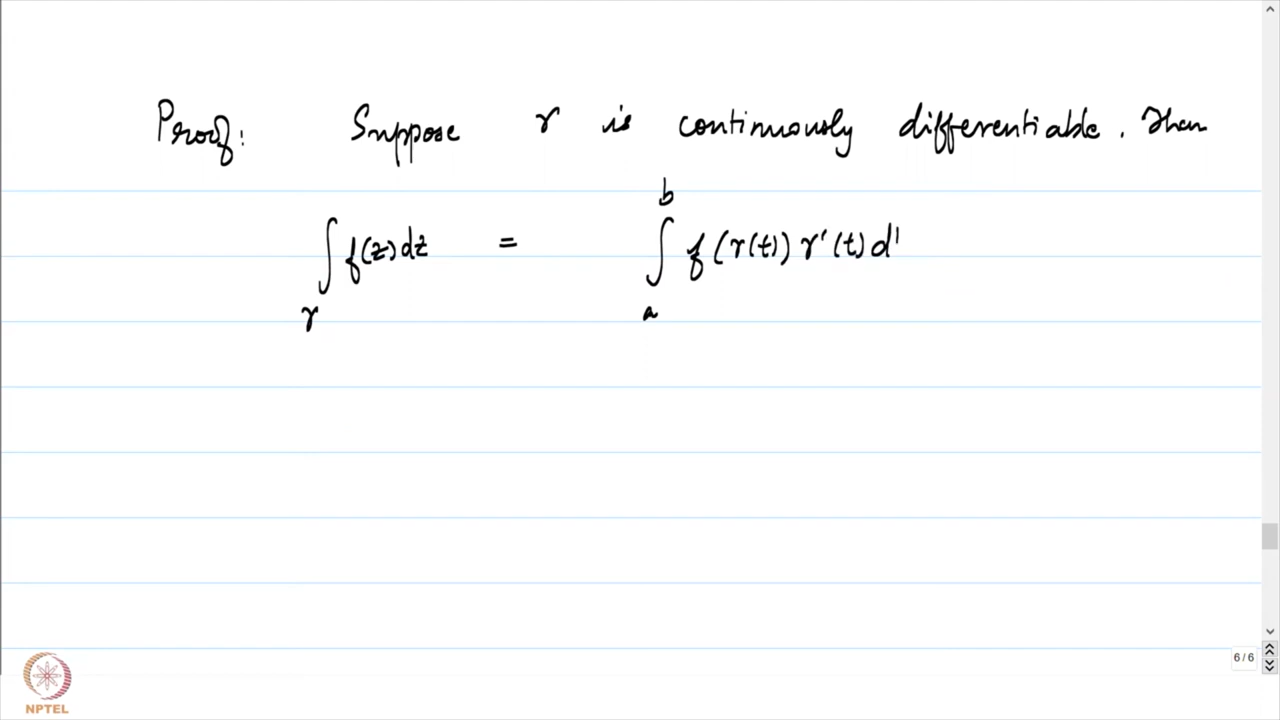 Proof: Suppose γ is continuously differentiable. Then
∫_γ f(z)dz = ∫_a^b f(γ(t)) γ'(t) d'
6 / 6
NPTEL